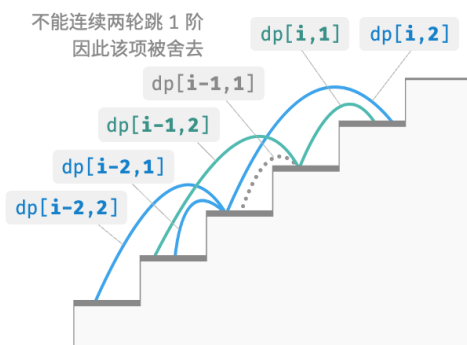 不能连续两轮跳 1 阶
因此该项被舍去
dp[i,1]
dp[i,2]
dp[i-1,1]
dp[i-1,2]
dp[i-2,1]
dp[i-2,2]